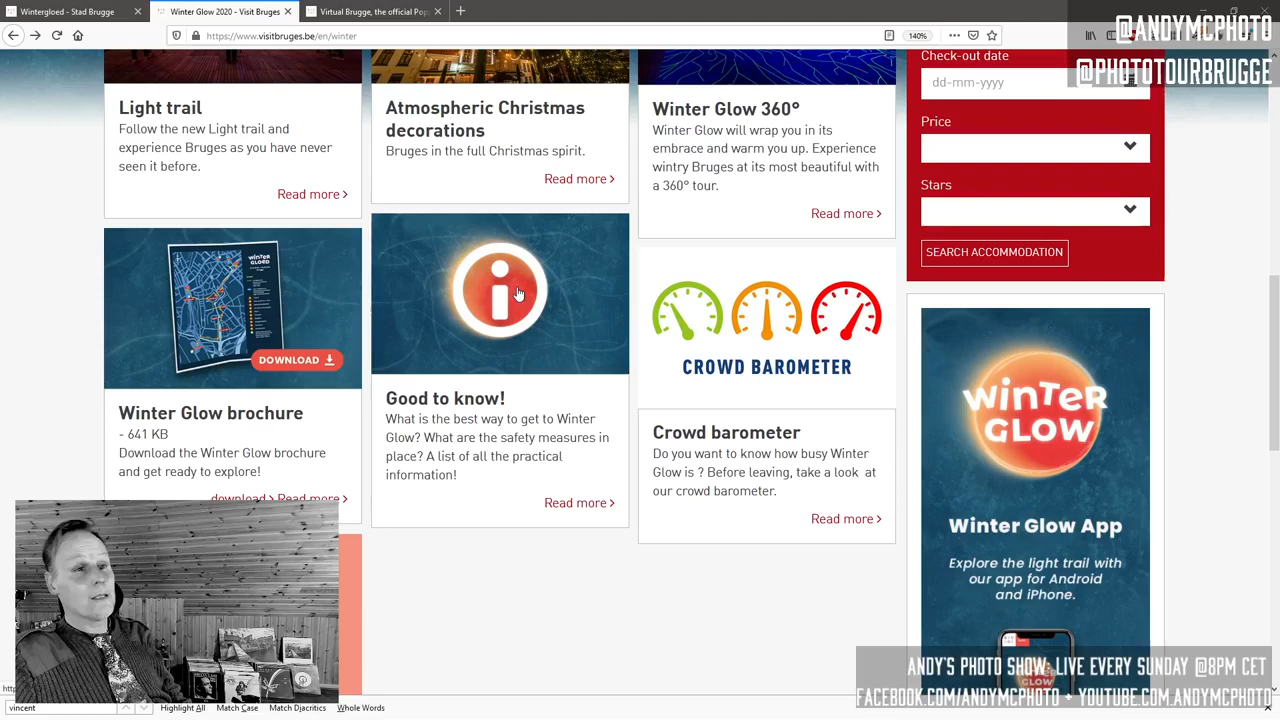 Wintergloed - Stad Brugge
Winter Glow 2020 - Visit Bruges
Virtual Brugge, the official Pop
https://www.visitbruges.be/en/winter
140%
@ANDYMCPHOTO
@PHOTOTOURBRUGGE
Light trail
Follow the new Light trail and
experience Bruges as you have never
seen it before.
Read more >
Atmospheric Christmas
decorations
Bruges in the full Christmas spirit.
Read more >
Winter Glow 360°
Winter Glow will wrap you in its
embrace and warm you up. Experience
wintry Bruges at its most beautiful with
a 360° tour.
Read more >
Check-out date
dd-mm-yyyy
Price
Stars
SEARCH ACCOMMODATION
WINTER
GLOED
DOWNLOAD
Winter Glow brochure
- 641 KB
Download the Winter Glow brochure
and get ready to explore!
download > Read more >
i
Good to know!
What is the best way to get to Winter
Glow? What are the safety measures in
place? A list of all the practical
information!
Read more >
CROWD BAROMETER
Crowd barometer
Do you want to know how busy Winter
Glow is ? Before leaving, take a look at
our crowd barometer.
Read more >
WINTER
GLOW
Winter Glow App
Explore the light trail with
our app for Android
and iPhone.
ANDY'S PHOTO SHOW: LIVE EVERY SUNDAY @8PM CET
FACEBOOK.COM/ANDYMCPHOTO + YOUTUBE.COM.ANDYMCPHOTO
vincent
Highlight All
Match Case
Match Diacritics
Whole Words